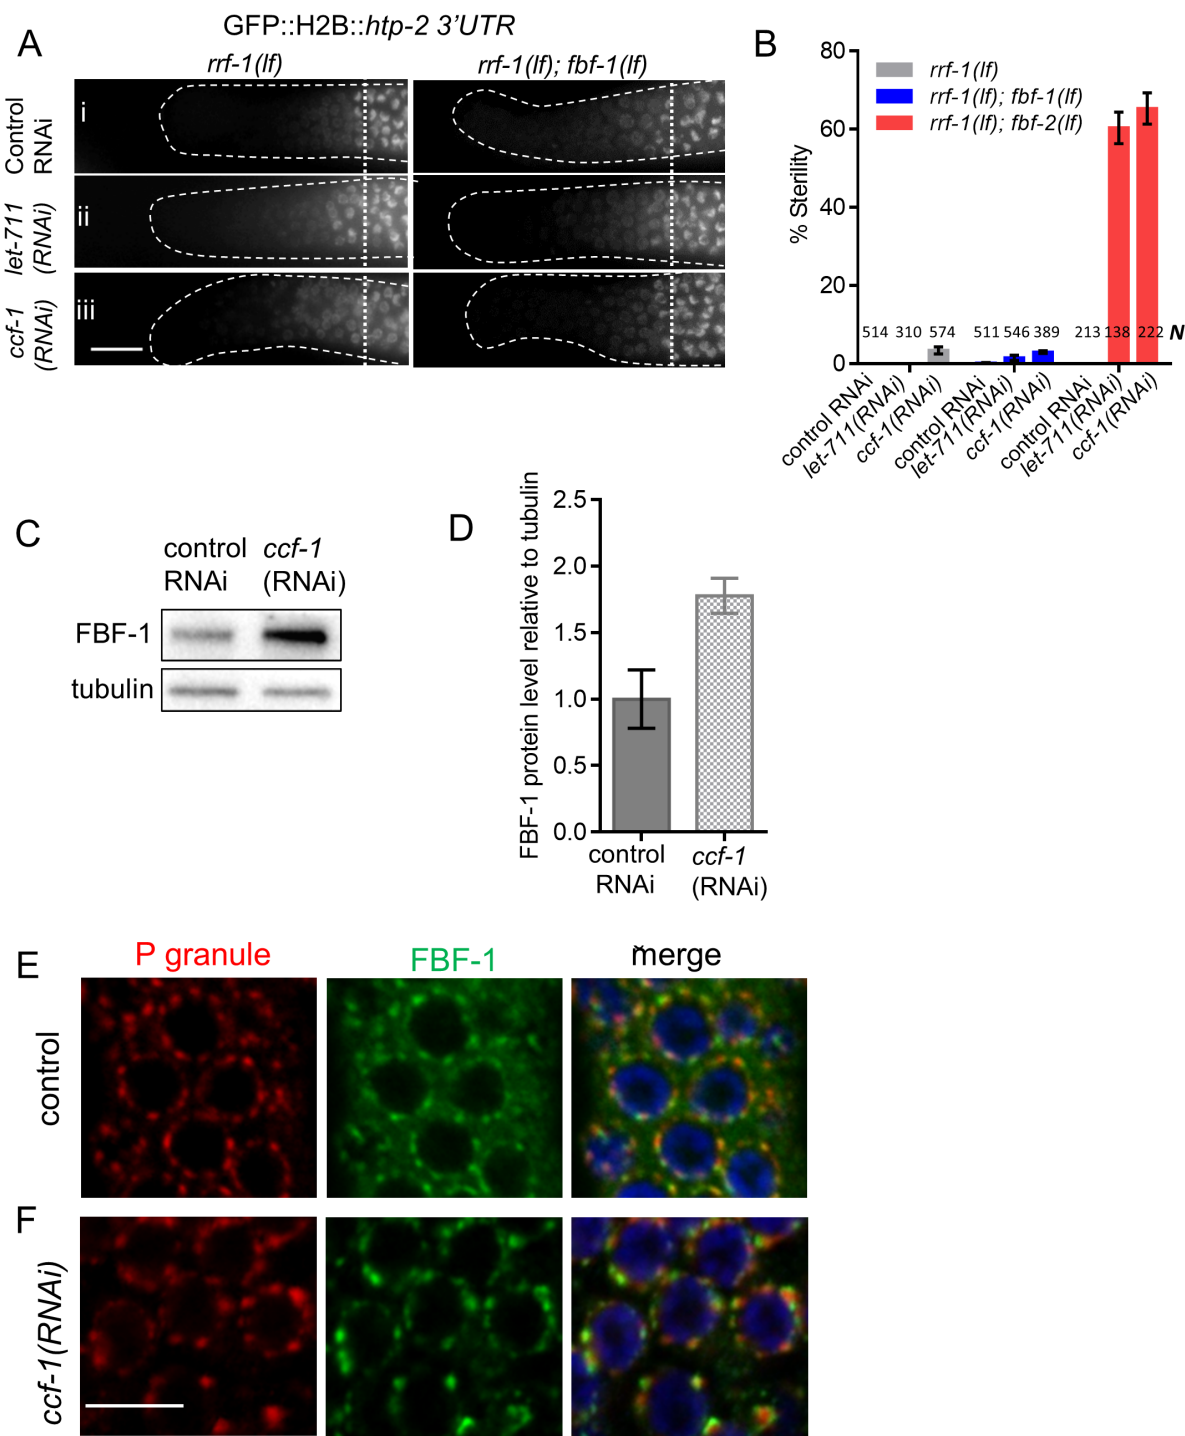 A
GFP::H2B::htp-2 3’UTR
rrf-1(lf)
rrf-1(lf); fbf-1(lf)
Control
RNAi
i
let-711
(RNAi)
ii
ccf-1
(RNAi)
iii
B
% Sterility
80
60
40
20
0
rrf-1(lf)
rrf-1(lf); fbf-1(lf)
rrf-1(lf); fbf-2(lf)
514 310 574 511 546 389 213 138 222 N
control RNAi
let-711(RNAi)
ccf-1(RNAi)
control RNAi
let-711(RNAi)
ccf-1(RNAi)
control RNAi
let-711(RNAi)
ccf-1(RNAi)
C
control
RNAi
ccf-1
(RNAi)
FBF-1
tubulin
D
FBF-1 protein level relative to tubulin
2.5
2.0
1.5
1.0
0.5
0.0
control
RNAi
ccf-1
(RNAi)
E
P granule
FBF-1
merge
control
F
ccf-1(RNAi)